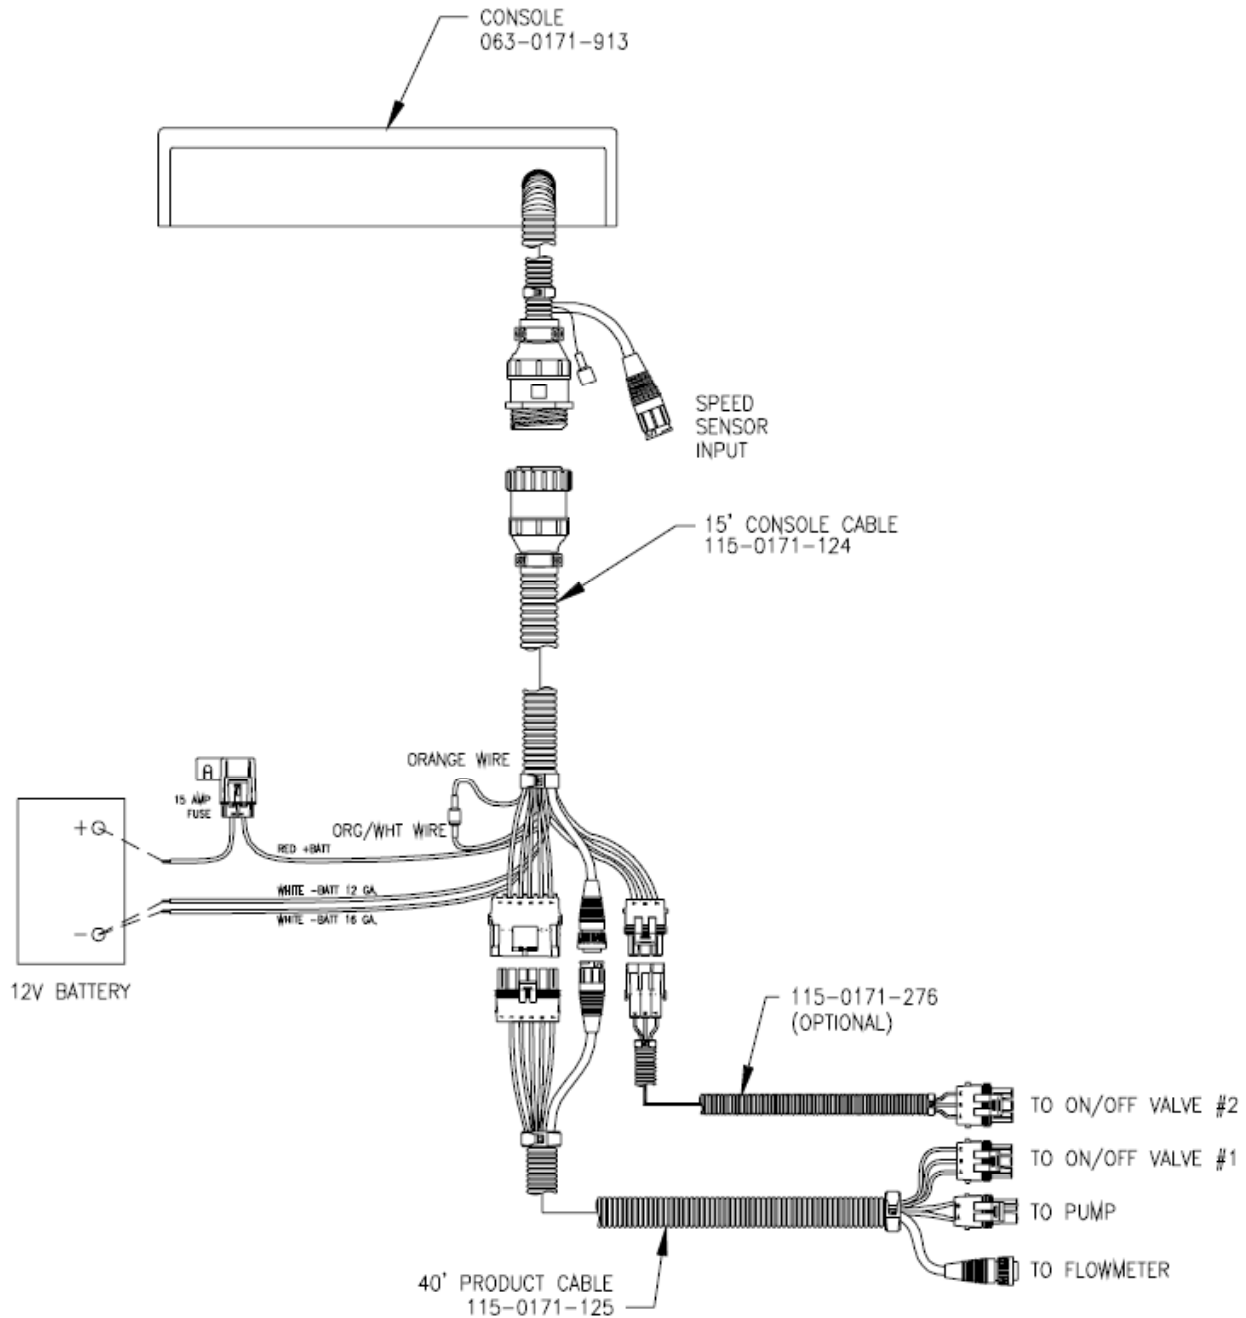 CONSOLE
063-0171-913
SPEED
SENSOR
INPUT
15' CONSOLE CABLE
115-0171-124
ORANGE WIRE
A
15 AMP
FUSE
ORG/WHT WIRE
+
RED +BATT
WHITE -BATT 12 GA.
WHITE -BATT 16 GA.
-
12V BATTERY
115-0171-276
(OPTIONAL)
TO ON/OFF VALVE #2
TO ON/OFF VALVE #1
TO PUMP
TO FLOWMETER
40' PRODUCT CABLE
115-0171-125